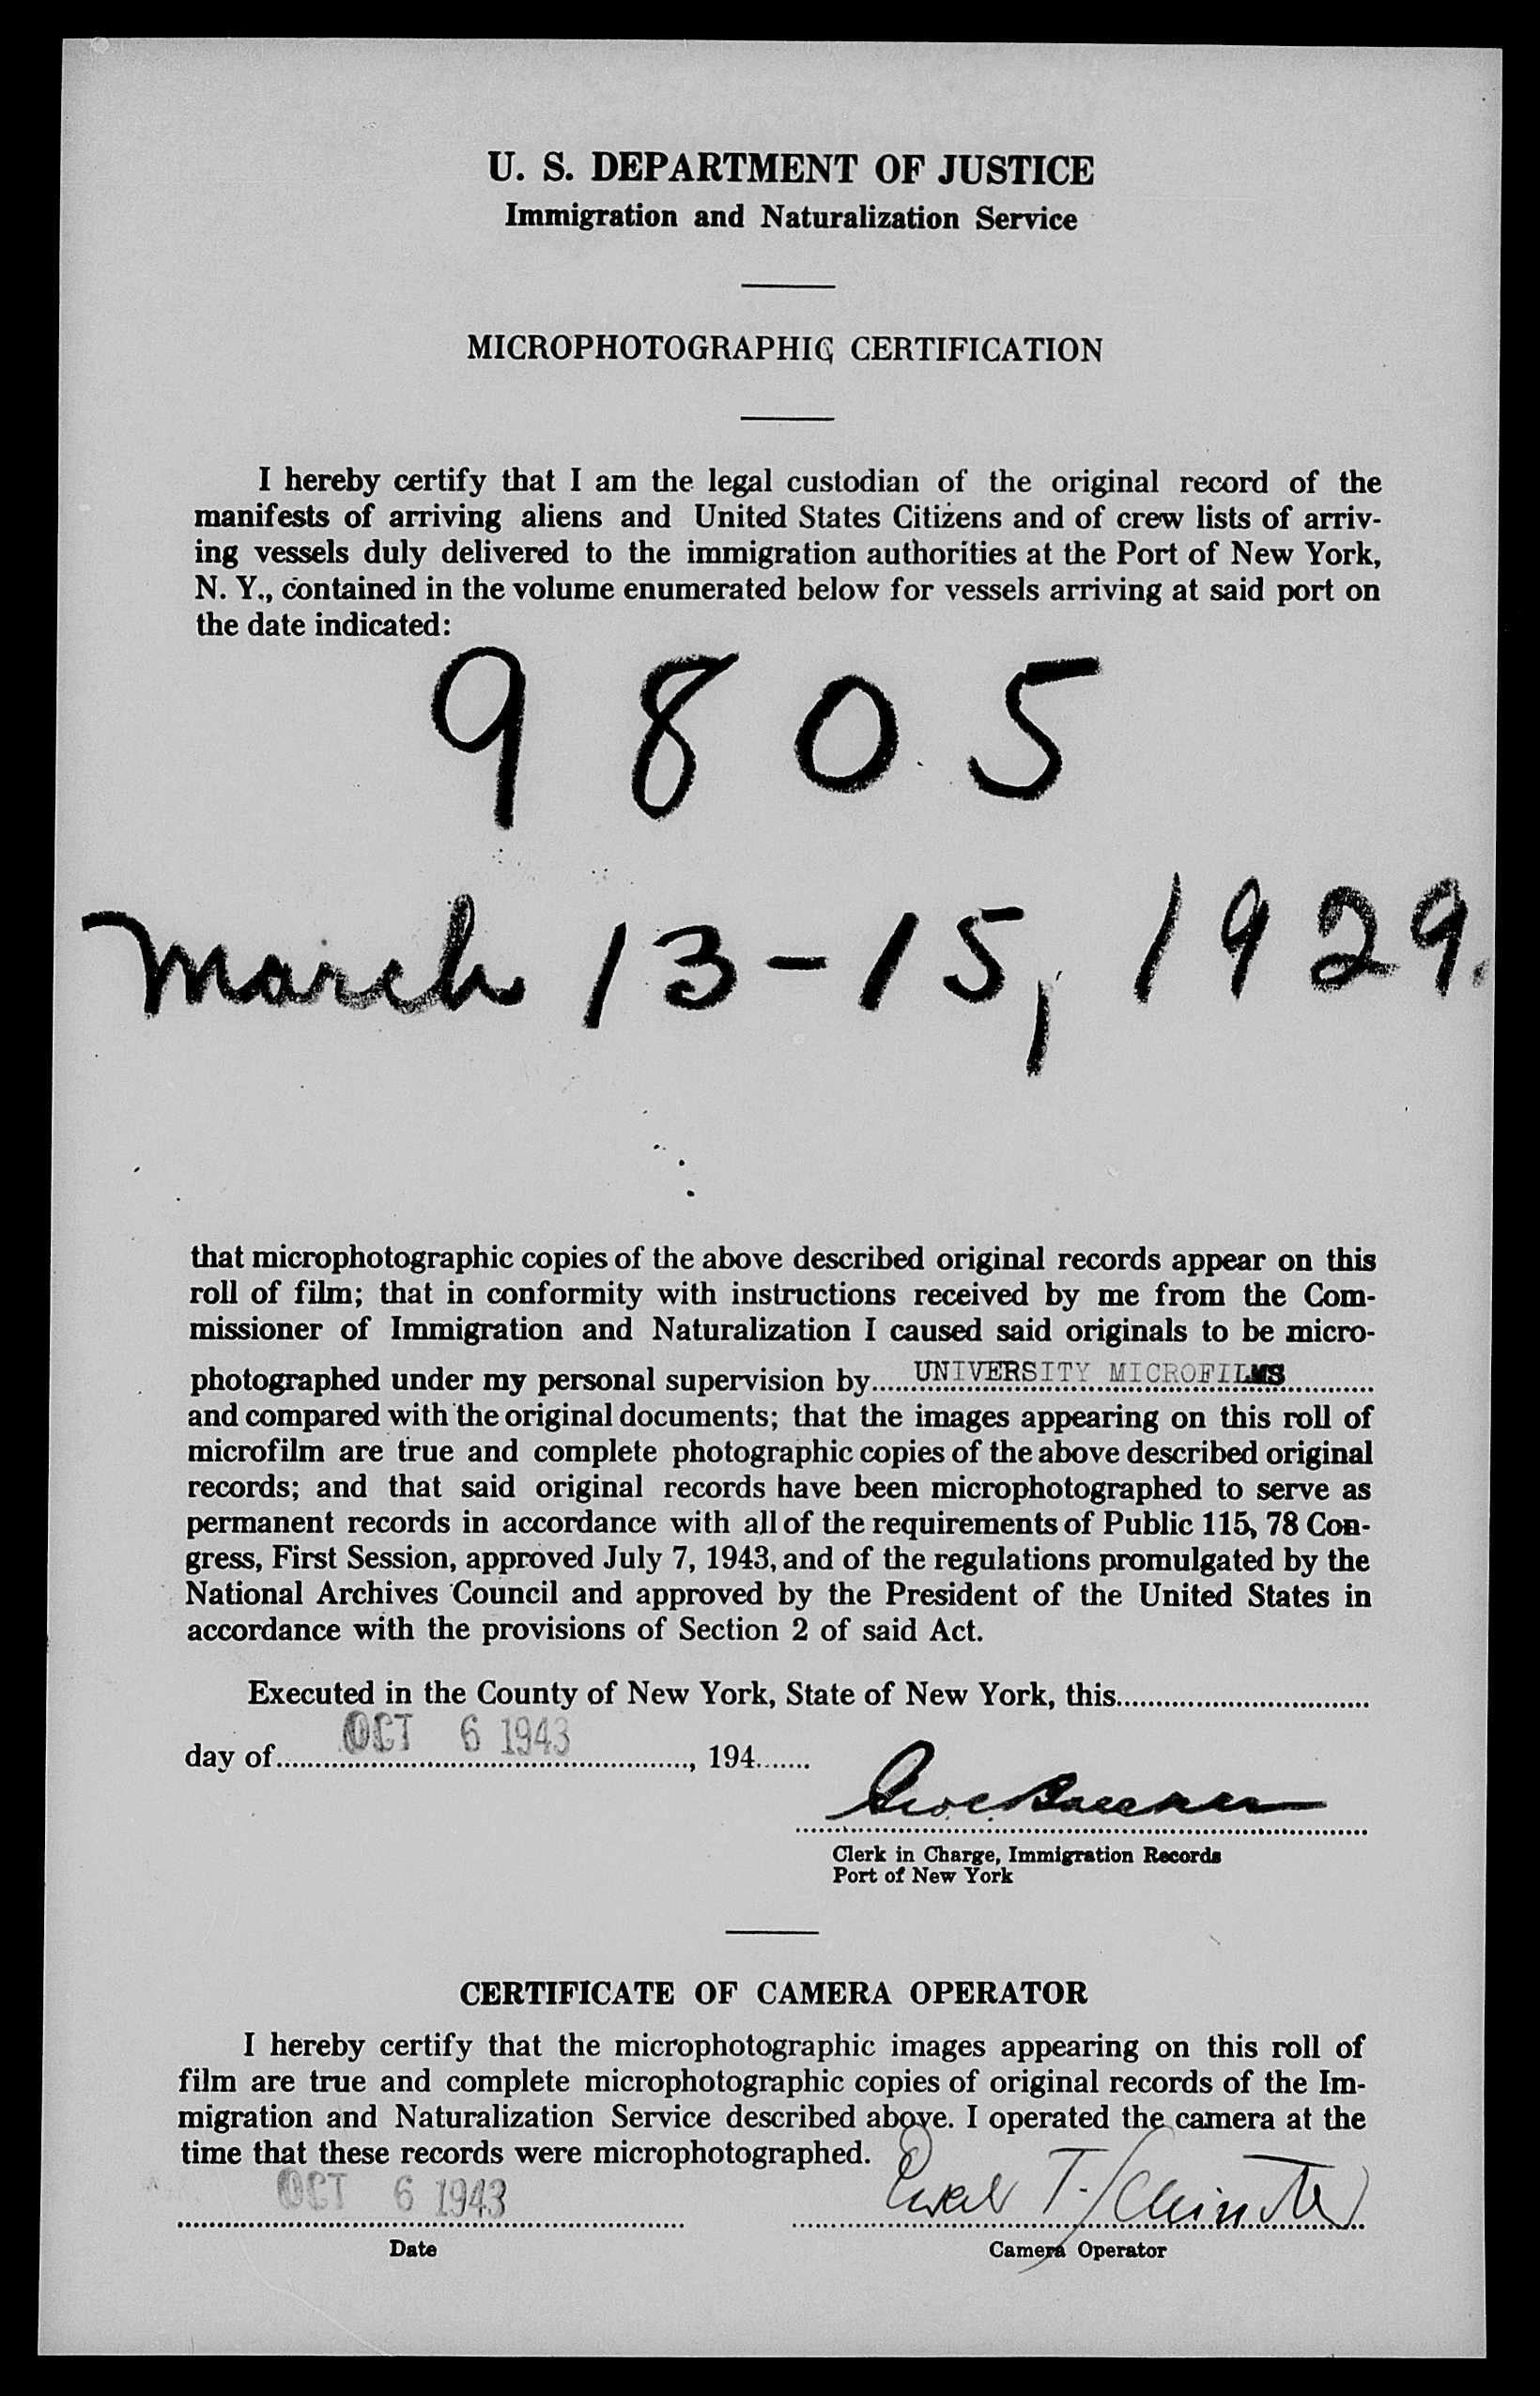 U. S. DEPARTMENT OF JUSTICE
Immigration and Naturalization Service
MICROPHOTOGRAPHIC CERTIFICATION
I hereby certify that I am the legal custodian of the original record of the
manifests of arriving aliens and United States Citizens and of crew lists of arriv-
ing vessels duly delivered to the immigration authorities at the Port of New York,
N. Y., contained in the volume enumerated below for vessels arriving at said port on
the date indicated:
9805
March 13-15, 1929.
that microphotographic copies of the above described original records appear on this
roll of film; that in conformity with instructions received by me from the Com-
missioner of Immigration and Naturalization I caused said originals to be micro-
photographed under my personal supervision by UNIVERSITY MICROFILMS
and compared with the original documents; that the images appearing on this roll of
microfilm are true and complete photographic copies of the above described original
records; and that said original records have been microphotographed to serve as
permanent records in accordance with all of the requirements of Public 115, 78 Con-
gress, First Session, approved July 7, 1943, and of the regulations promulgated by the
National Archives Council and approved by the President of the United States in
accordance with the provisions of Section 2 of said Act.
Executed in the County of New York, State of New York, this
day of OCT 6 1943, 194
Clerk in Charge, Immigration Records
Port of New York
CERTIFICATE OF CAMERA OPERATOR
I hereby certify that the microphotographic images appearing on this roll of
film are true and complete microphotographic copies of original records of the Im-
migration and Naturalization Service described above. I operated the camera at the
time that these records were microphotographed.
OCT 6 1943
Date
Camera Operator